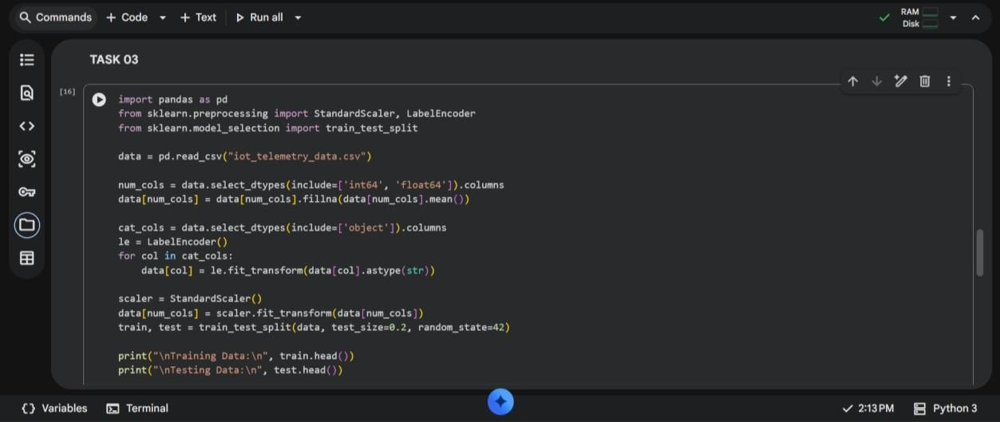 Commands + Code + Text Run all RAM
Disk
TASK 03
[16]
import pandas as pd
from sklearn.preprocessing import StandardScaler, LabelEncoder
from sklearn.model_selection import train_test_split
data = pd.read_csv("iot_telemetry_data.csv")
num_cols = data.select_dtypes(include=['int64', 'float64']).columns
data[num_cols] = data[num_cols].fillna(data[num_cols].mean())
cat_cols = data.select_dtypes(include=['object']).columns
le = LabelEncoder()
for col in cat_cols:
    data[col] = le.fit_transform(data[col].astype(str))
scaler = StandardScaler()
data[num_cols] = scaler.fit_transform(data[num_cols])
train, test = train_test_split(data, test_size=0.2, random_state=42)
print("\nTraining Data:\n", train.head())
print("\nTesting Data:\n", test.head())
{} Variables Terminal 2:13 PM Python 3